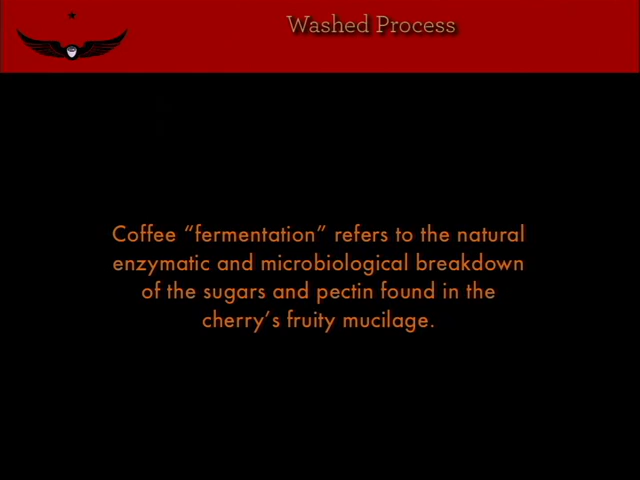 Washed Process
Coffee “fermentation” refers to the natural
enzymatic and microbiological breakdown
of the sugars and pectin found in the
cherry’s fruity mucilage.